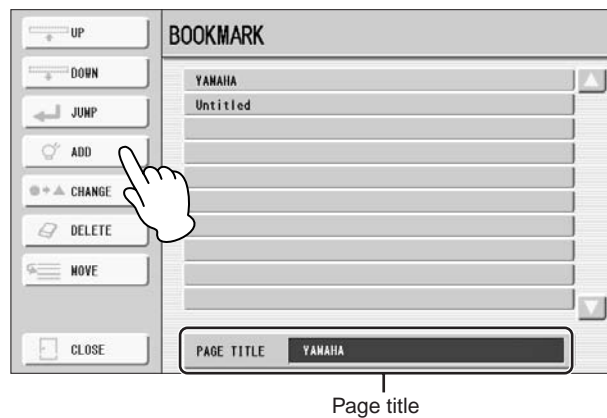 UP
DOWN
JUMP
ADD
CHANGE
DELETE
MOVE
CLOSE
BOOKMARK
YAMAHA
Untitled
PAGE TITLE YAMAHA
Page title